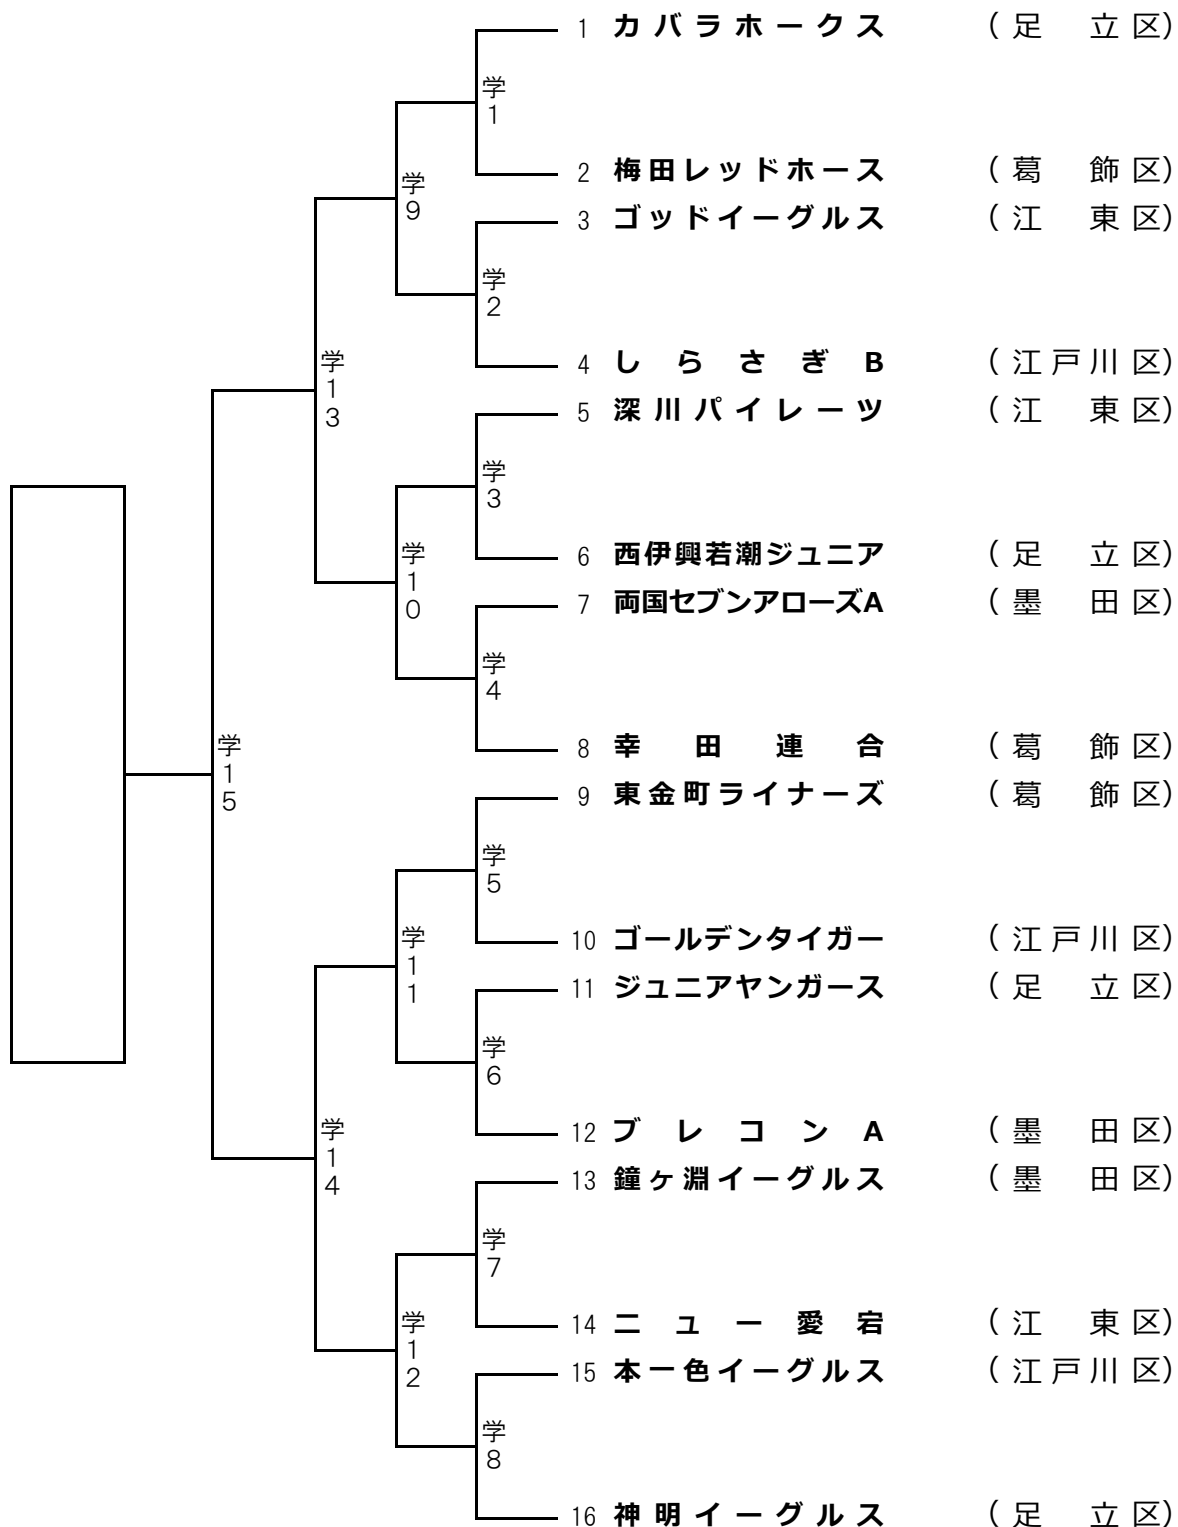 1 カバラホークス (足立区)
学1
2 梅田レッドホース (葛飾区)
学9
3 ゴッドイーグルス (江東区)
学2
4 しらさぎB (江戸川区)
学13
5 深川パイレーツ (江東区)
学3
6 西伊興若潮ジュニア (足立区)
学10
7 両国セブンアローズA (墨田区)
学4
8 幸田連合 (葛飾区)
学15
9 東金町ライナーズ (葛飾区)
学5
10 ゴールデンタイガー (江戸川区)
学11
11 ジュニアヤンガース (足立区)
学6
12 ブレコンA (墨田区)
学14
13 鐘ヶ淵イーグルス (墨田区)
学7
14 ニュー愛宕 (江東区)
学12
15 本一色イーグルス (江戸川区)
学8
16 神明イーグルス (足立区)